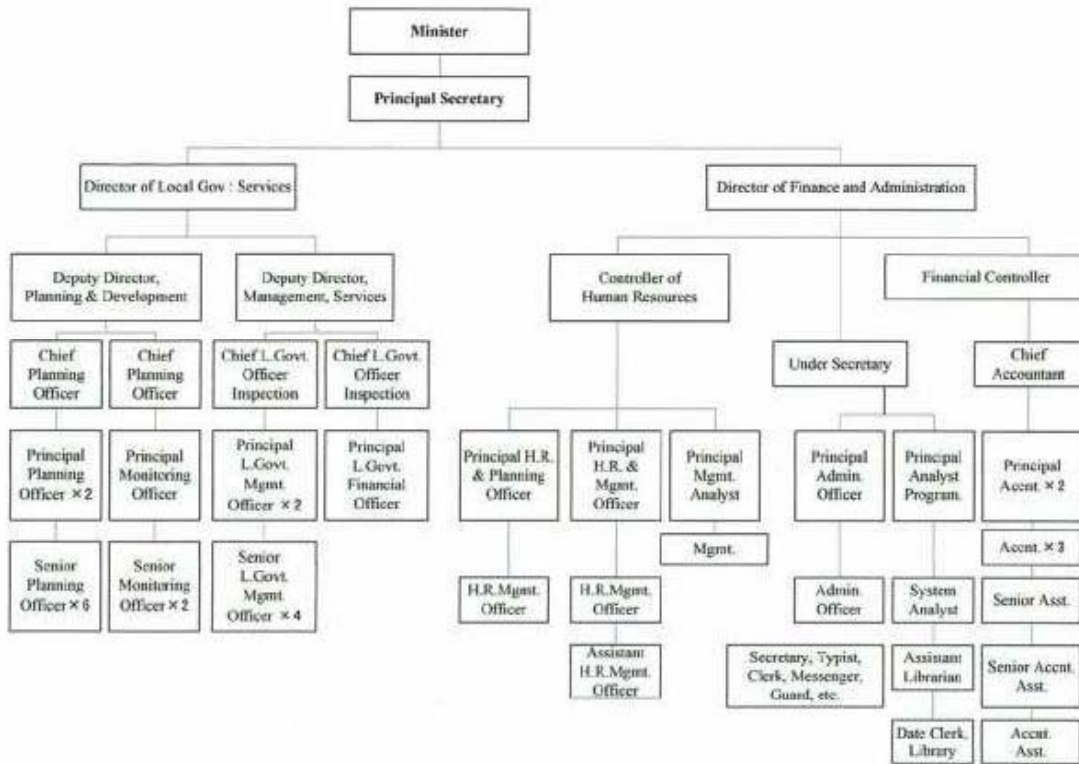 Minister
Principal Secretary
Director of Local Gov : Services
Director of Finance and Administration
Deputy Director,
Planning & Development
Deputy Director,
Management, Services
Controller of
Human Resources
Financial Controller
Chief
Planning
Officer
Chief
Planning
Officer
Chief L.Govt.
Officer
Inspection
Chief L.Govt.
Officer
Inspection
Under Secretary
Chief
Accountant
Principal
Planning
Officer ×2
Principal
Monitoring
Officer
Principal
L.Govt.
Mgmt.
Officer ×2
Principal
L.Govt.
Financial
Officer
Principal H.R.
& Planning
Officer
Principal
H.R. &
Mgmt.
Officer
Principal
Mgmt.
Analyst
Principal
Admin.
Officer
Principal
Analyst
Program.
Principal
Accnt. ×2
Mgmt.
Accnt. ×3
Senior
Planning
Officer×6
Senior
Monitoring
Officer×2
Senior
L.Govt.
Mgmt.
Officer ×4
H.R.Mgmt.
Officer
H.R.Mgmt.
Officer
Admin.
Officer
System
Analyst
Senior Asst.
Assistant
H.R.Mgmt.
Officer
Secretary, Typist,
Clerk, Messenger,
Guard, etc.
Assistant
Librarian
Senior Accnt.
Asst.
Date Clerk,
Library
Accnt.
Asst.